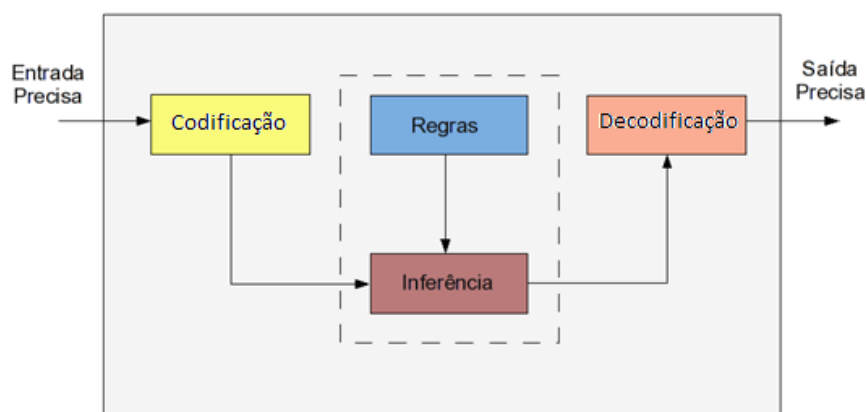 Entrada
Precisa
Codificação
Regras
Decodificação
Saída
Precisa
Inferência